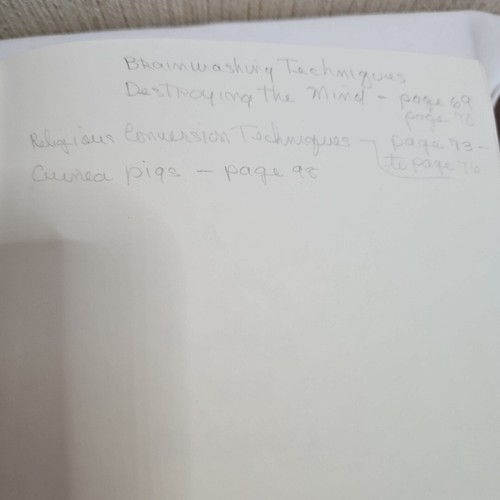 Brainwashing Techniques
Destroying the Mind - page 69
page 70
Religious Conversion Techniques - page 73 -
to page 76
Guinea pigs - page 98